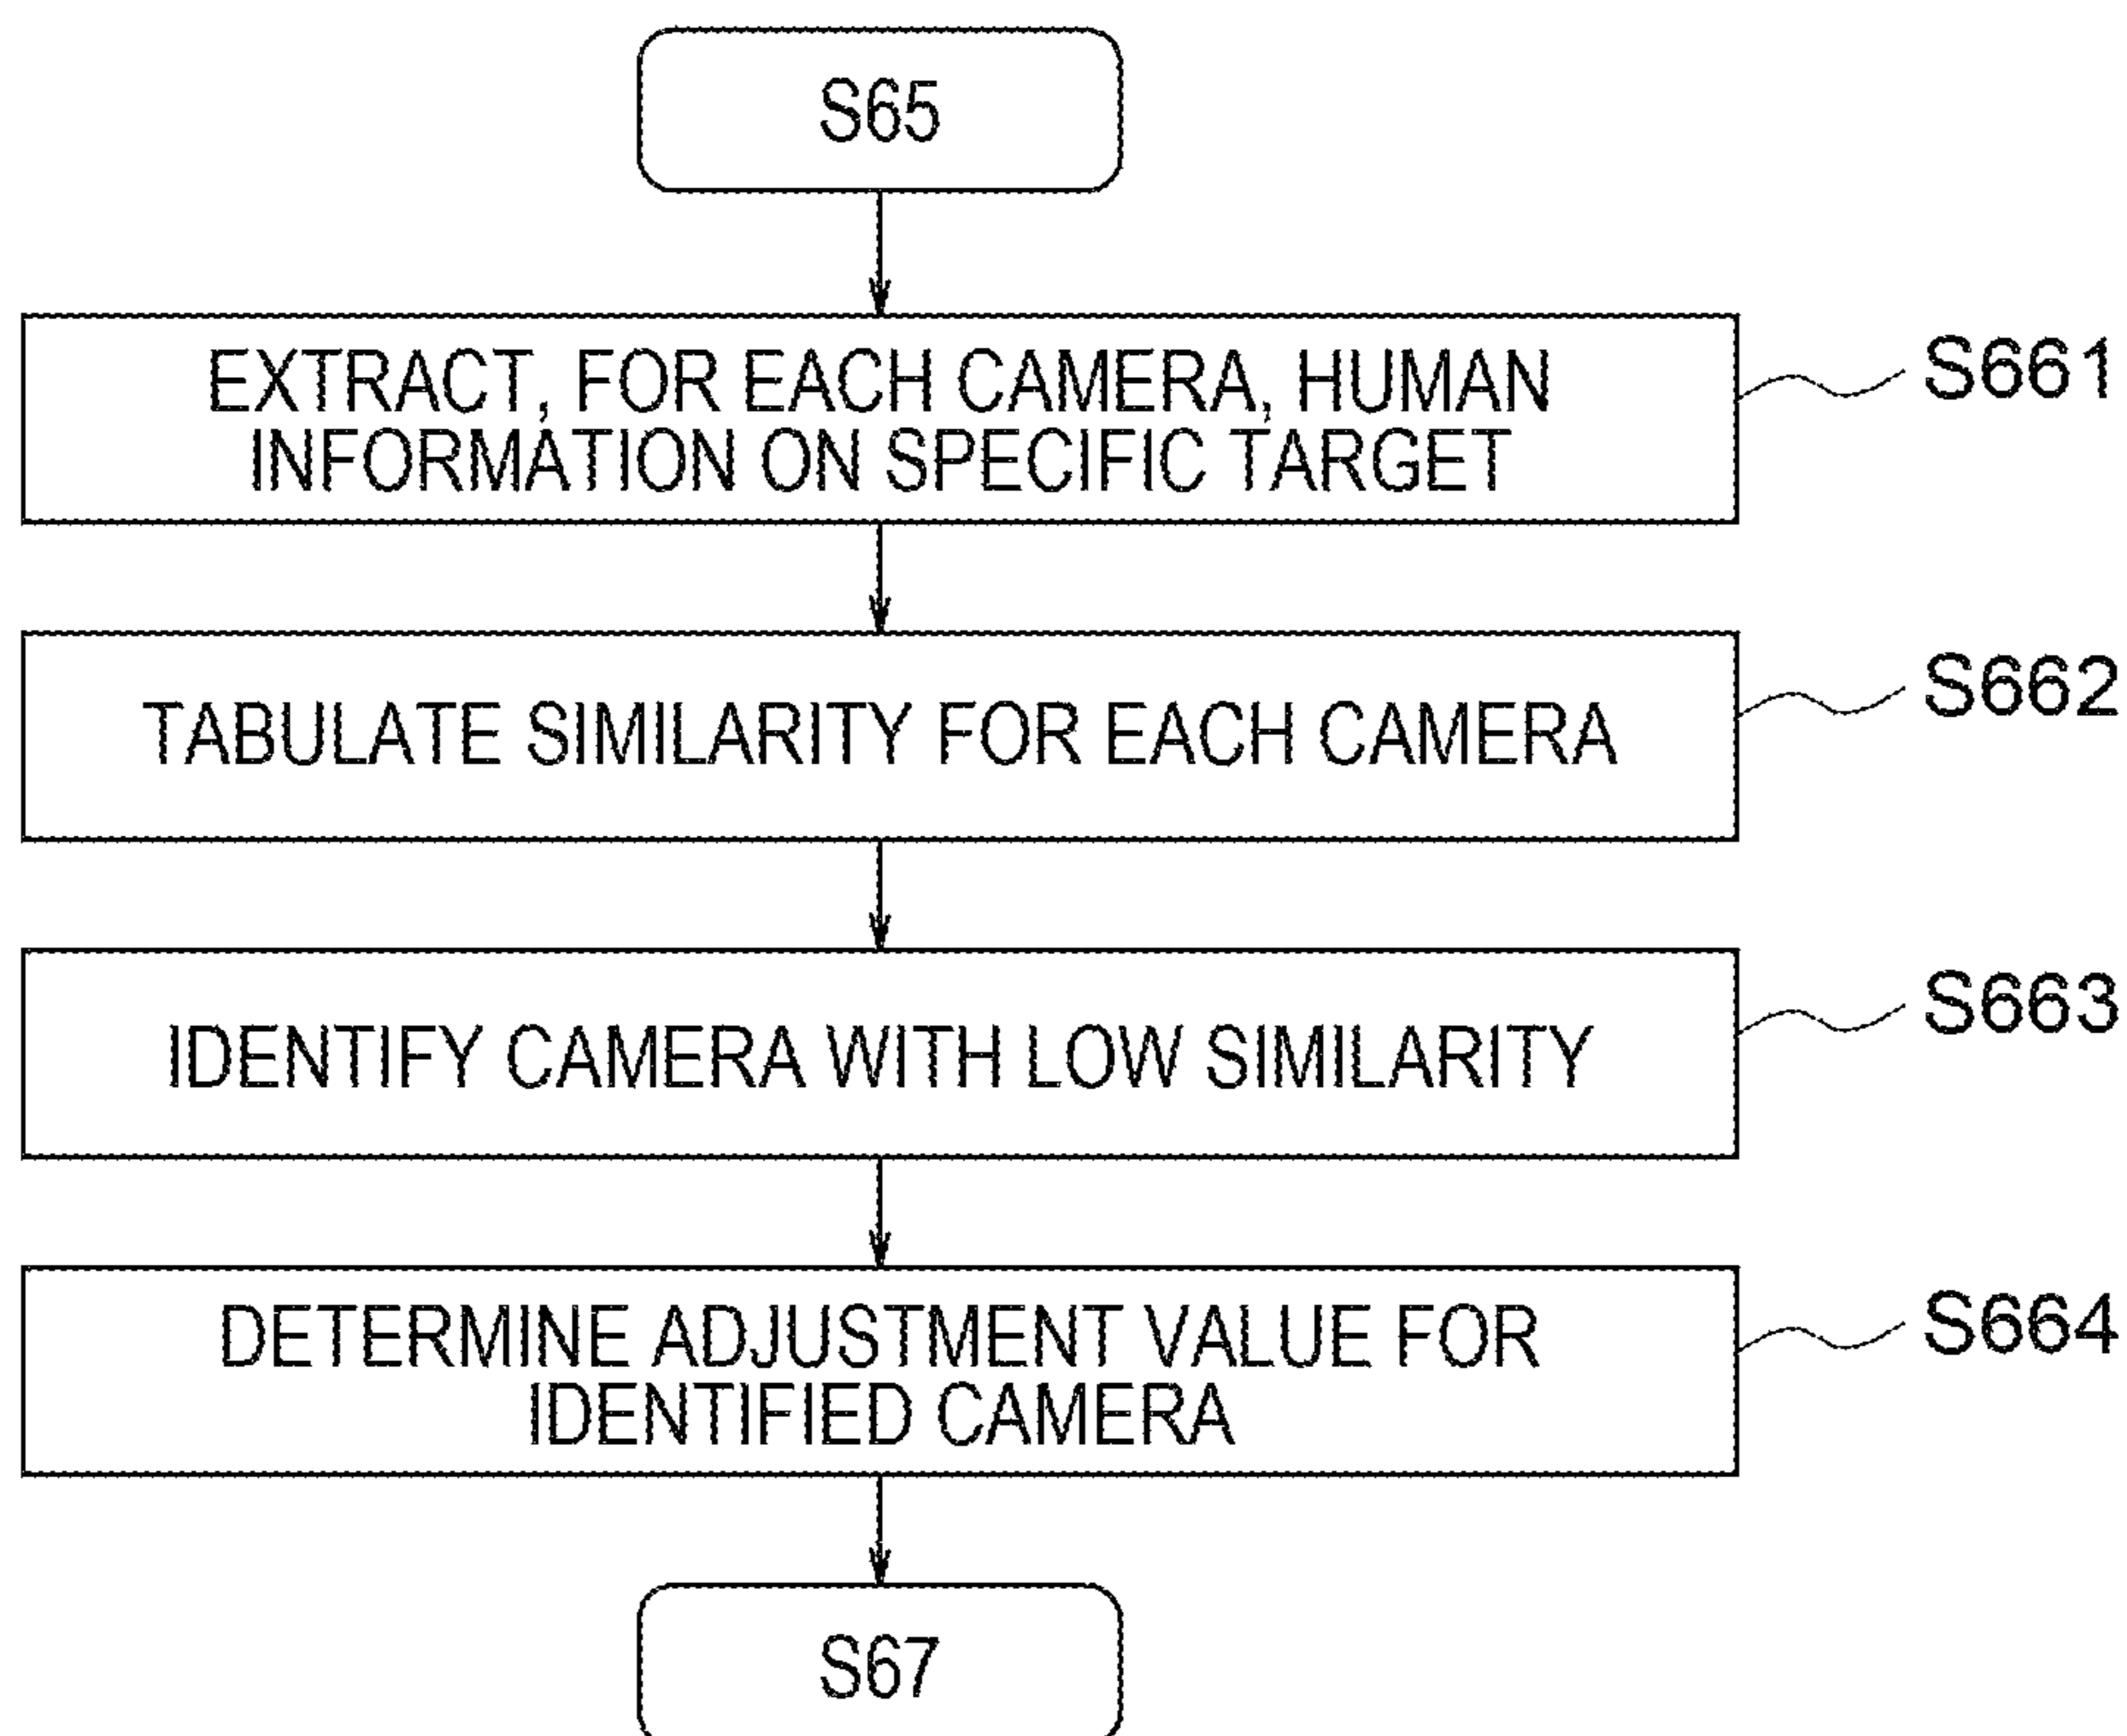 S65
EXTRACT, FOR EACH CAMERA, HUMAN
INFORMATION ON SPECIFIC TARGET
S661
TABULATE SIMILARITY FOR EACH CAMERA
S662
IDENTIFY CAMERA WITH LOW SIMILARITY
S663
DETERMINE ADJUSTMENT VALUE FOR
IDENTIFIED CAMERA
S664
S67